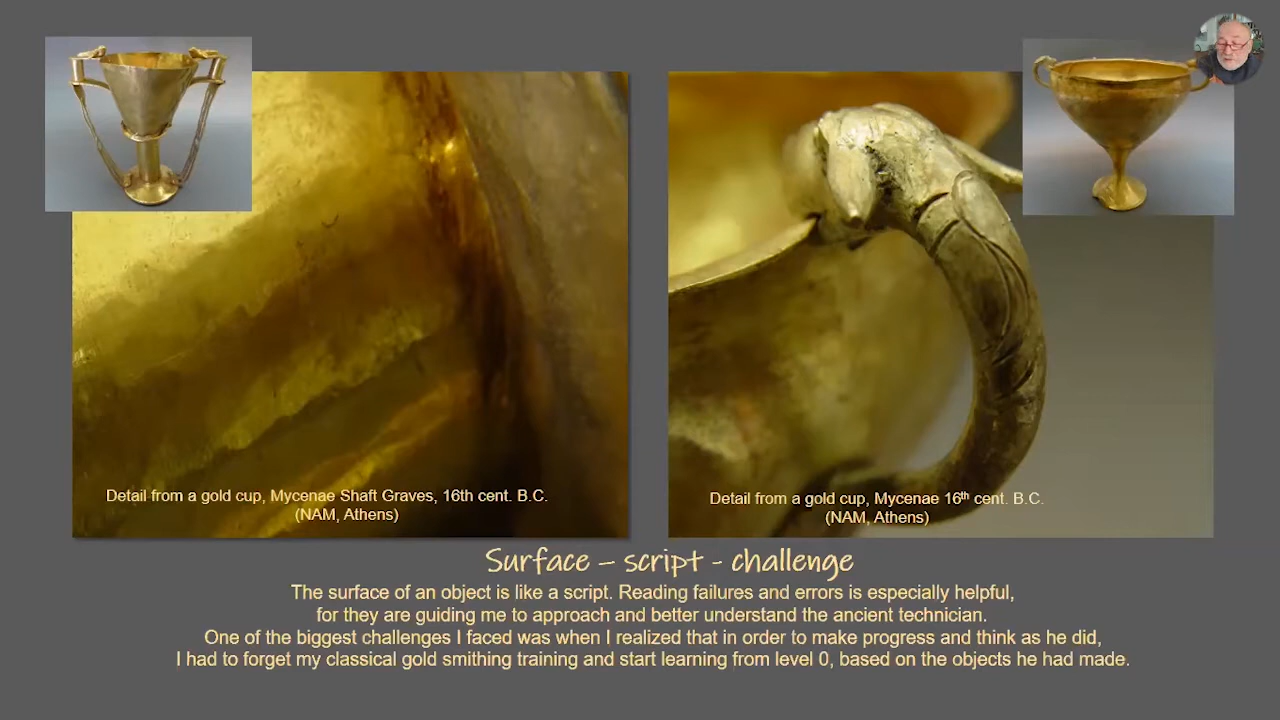 Detail from a gold cup, Mycenae Shaft Graves, 16th cent. B.C.
(NAM, Athens)
Detail from a gold cup, Mycenae 16th cent. B.C.
(NAM, Athens)
Surface – script - challenge
The surface of an object is like a script. Reading failures and errors is especially helpful,
for they are guiding me to approach and better understand the ancient technician.
One of the biggest challenges I faced was when I realized that in order to make progress and think as he did,
I had to forget my classical gold smithing training and start learning from level 0, based on the objects he had made.